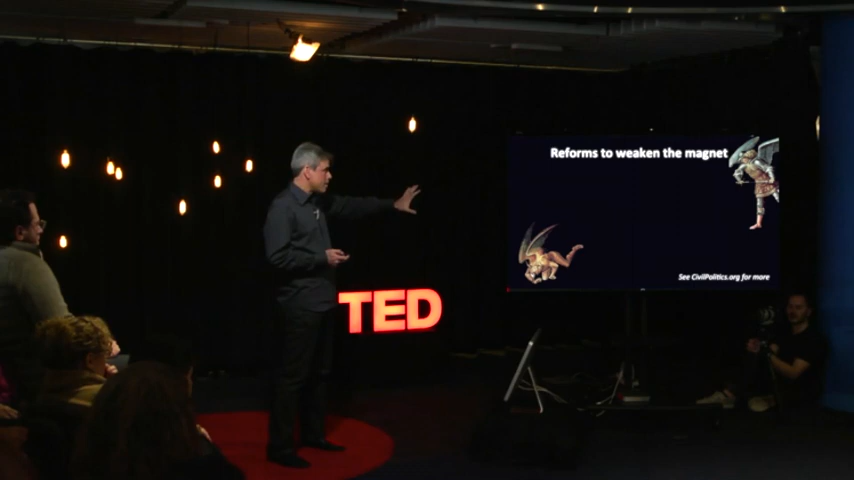 Reforms to weaken the magnet
See CivilPolitics.org for more
TED